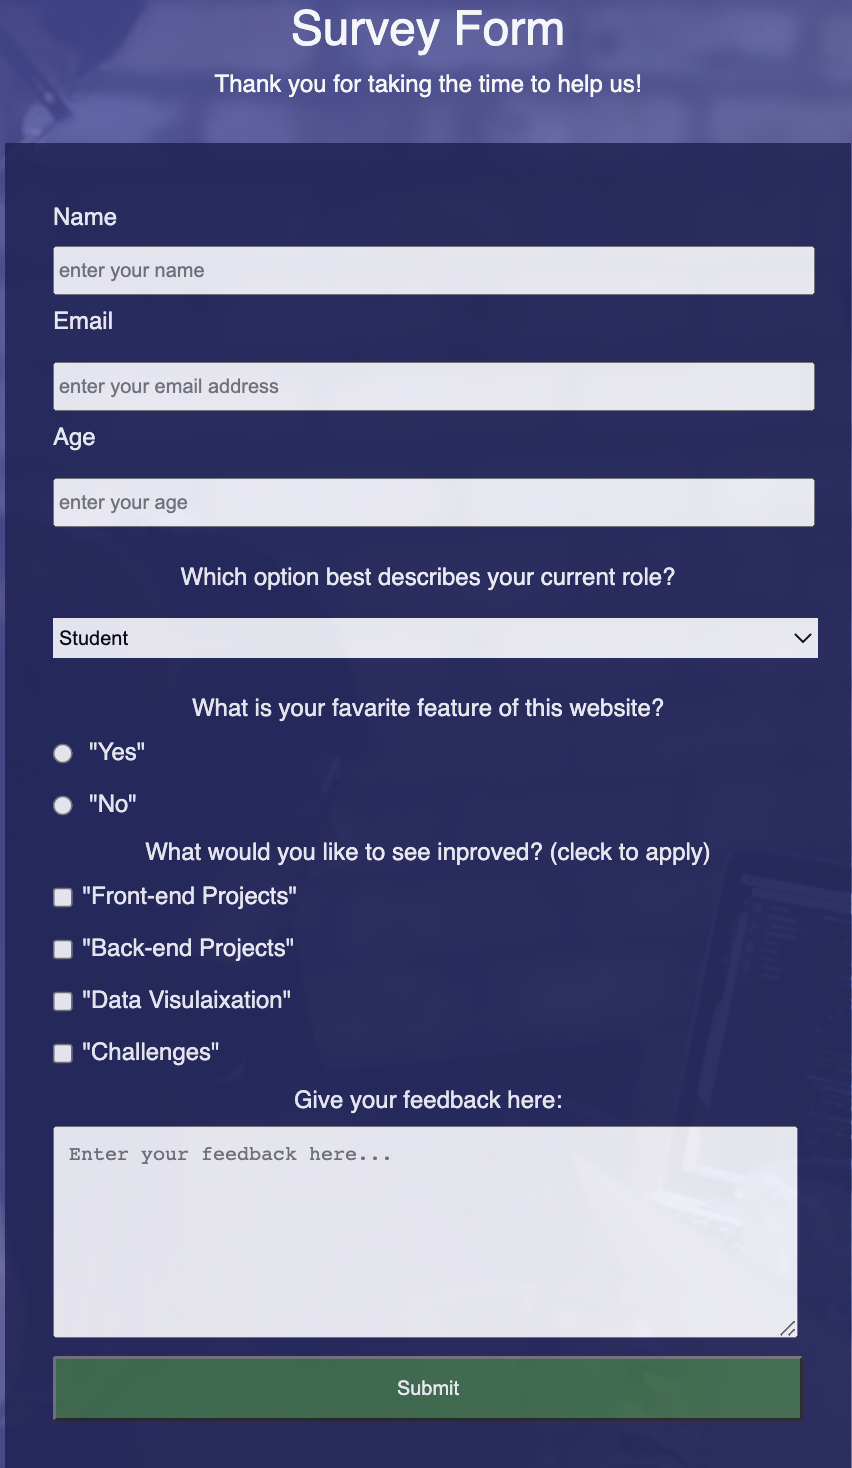 Survey Form
Thank you for taking the time to help us!
Name
enter your name
Email
enter your email address
Age
enter your age
Which option best describes your current role?
Student
What is your favarite feature of this website?
"Yes"
"No"
What would you like to see inproved? (cleck to apply)
"Front-end Projects"
"Back-end Projects"
"Data Visulaixation"
"Challenges"
Give your feedback here:
Enter your feedback here...
Submit